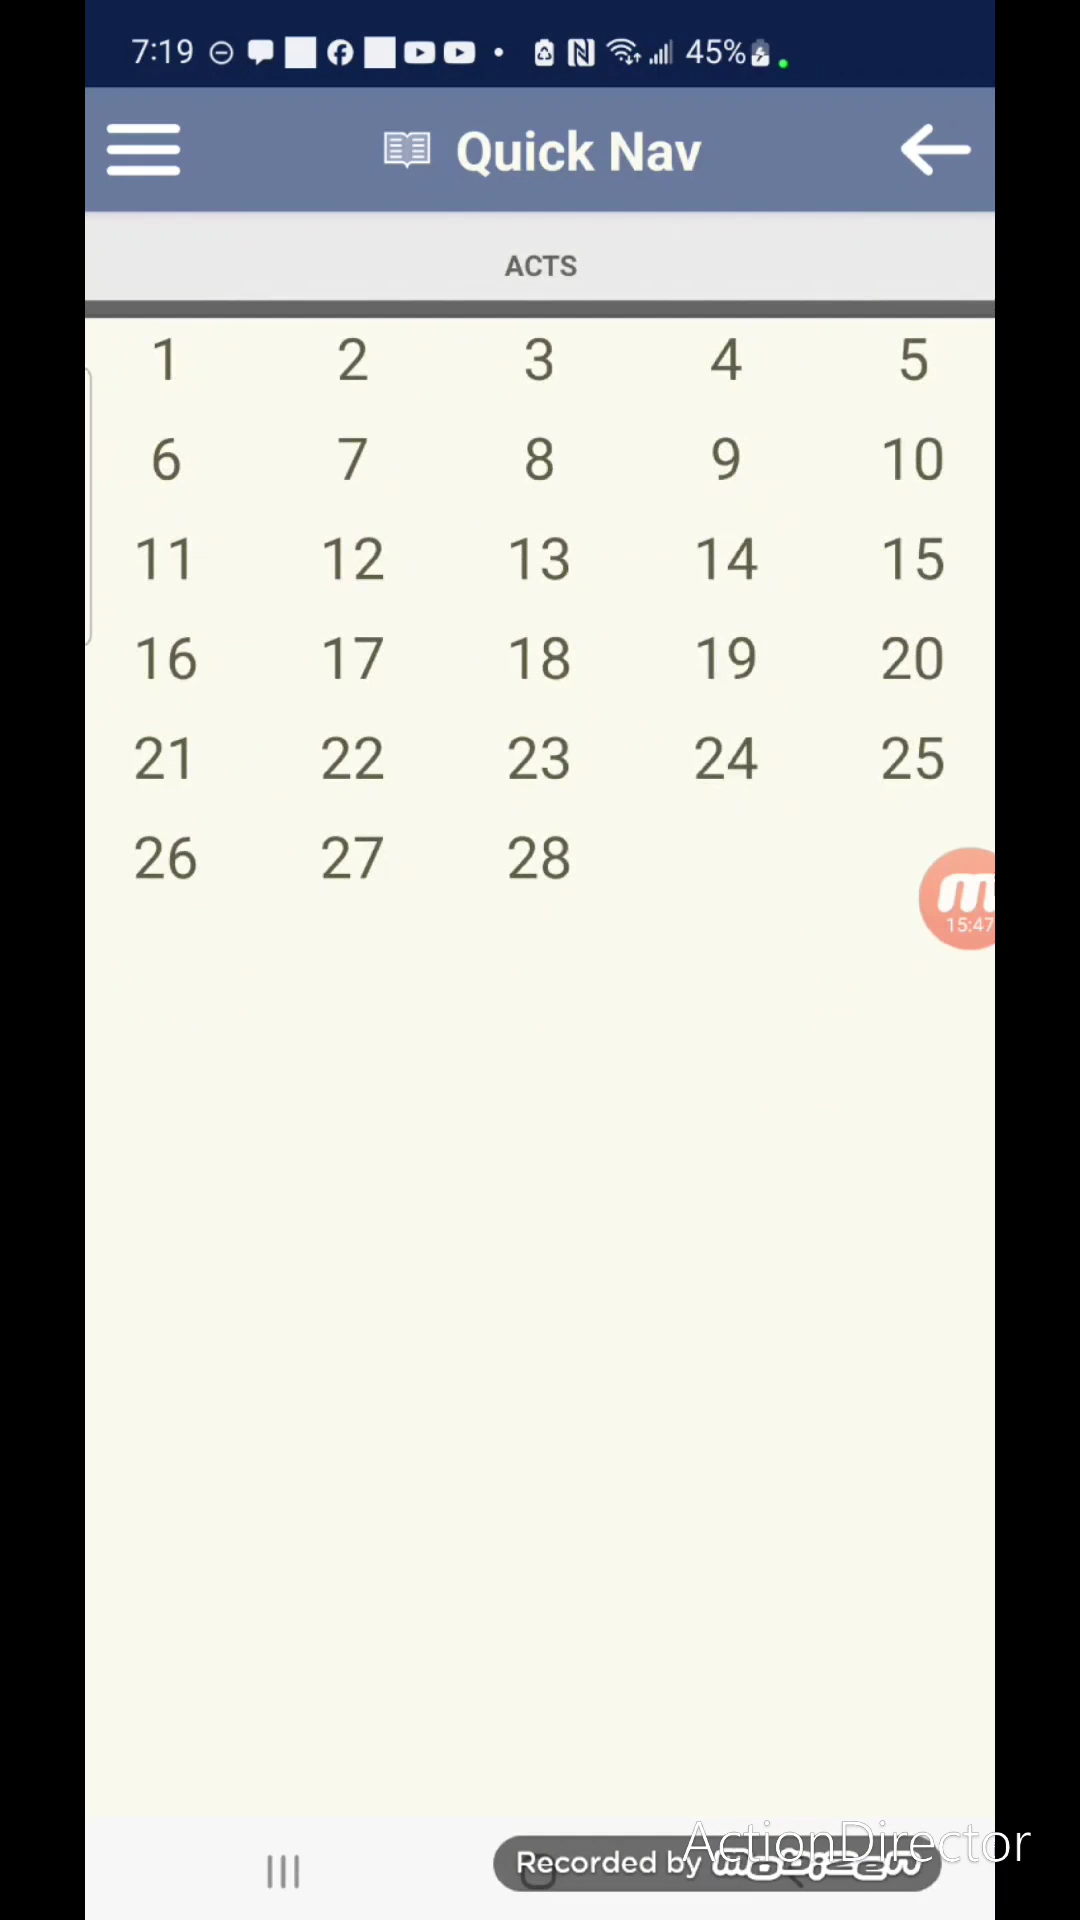 7:19 45%
Quick Nav
ACTS
1 2 3 4 5
6 7 8 9 10
11 12 13 14 15
16 17 18 19 20
21 22 23 24 25
26 27 28
m
15:47
ActionDirector
Recorded by mobizen